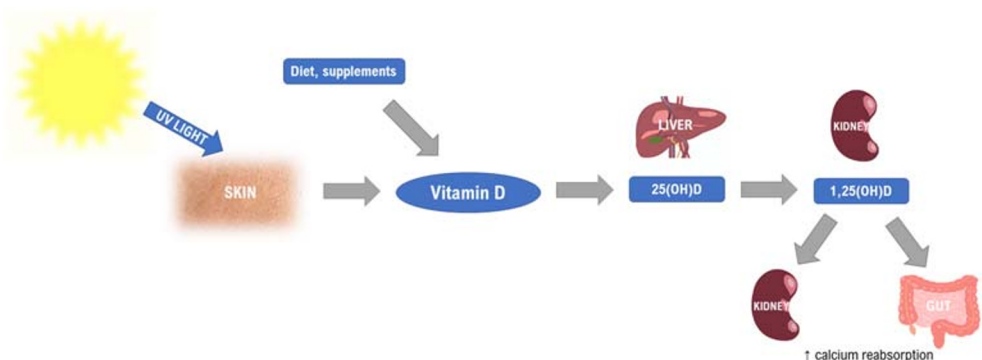 UV LIGHT
Diet, supplements
SKIN
Vitamin D
LIVER
25(OH)D
KIDNEY
1,25(OH)D
KIDNEY
GUT
↑ calcium reabsorption